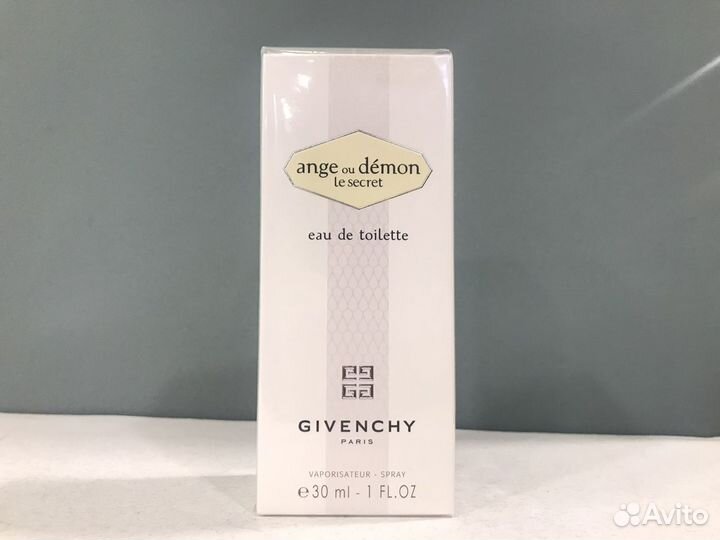 ange ou démon
le secret
eau de toilette
GIVENCHY
PARIS
VAPORISATEUR - SPRAY
℮30 ml - 1 FL.OZ
Avito